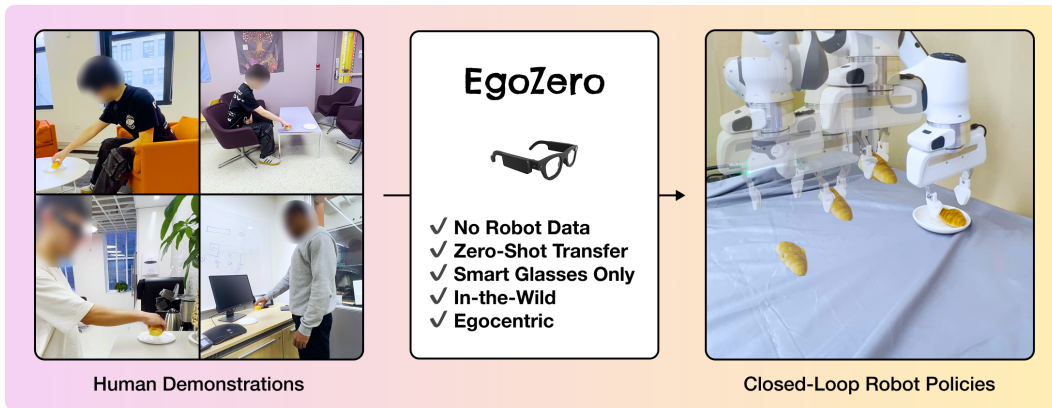 EgoZero
✓ No Robot Data
✓ Zero-Shot Transfer
✓ Smart Glasses Only
✓ In-the-Wild
✓ Egocentric
Human Demonstrations
Closed-Loop Robot Policies